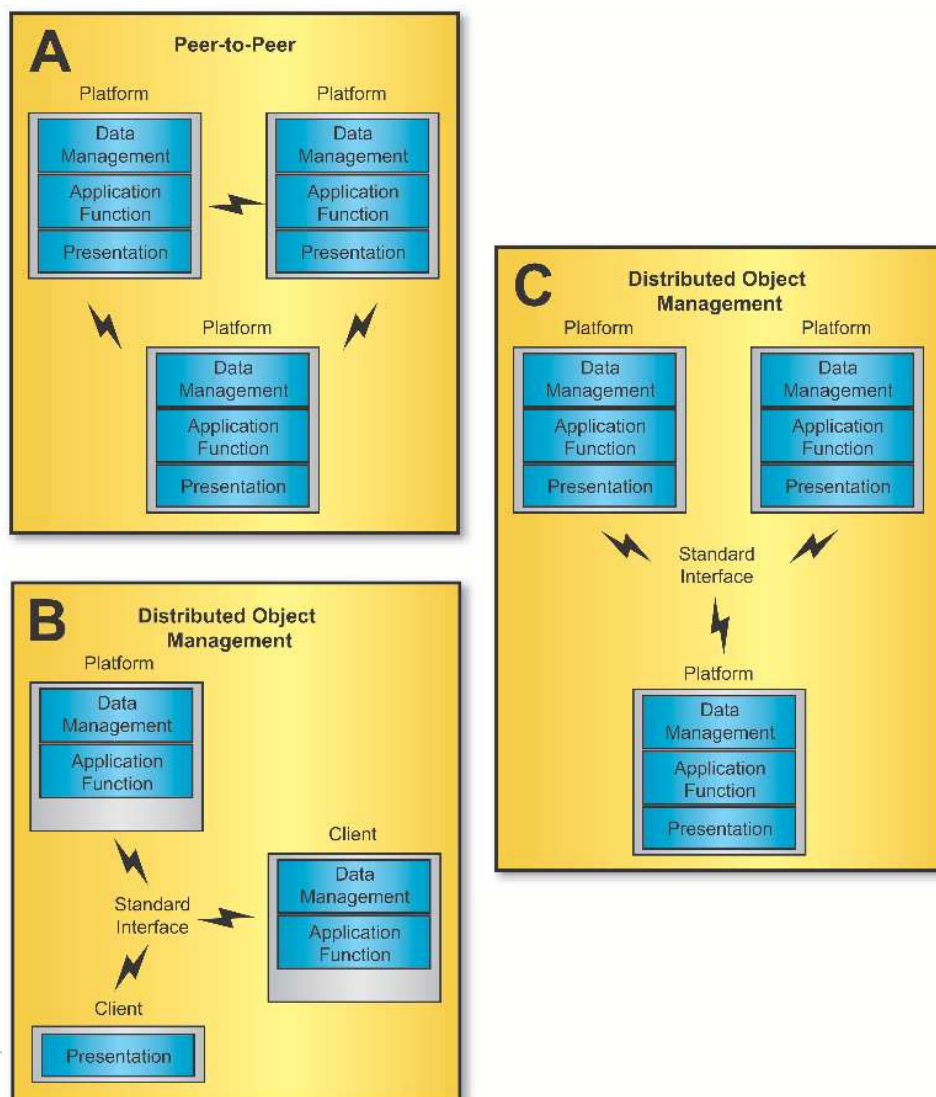 A
Peer-to-Peer
Platform
Data
Management
Application
Function
Presentation
Platform
Data
Management
Application
Function
Presentation
Platform
Data
Management
Application
Function
Presentation
B
Distributed Object
Management
Platform
Data
Management
Application
Function
Standard
Interface
Client
Data
Management
Application
Function
Client
Presentation
C
Distributed Object
Management
Platform
Data
Management
Application
Function
Presentation
Platform
Data
Management
Application
Function
Presentation
Standard
Interface
Platform
Data
Management
Application
Function
Presentation